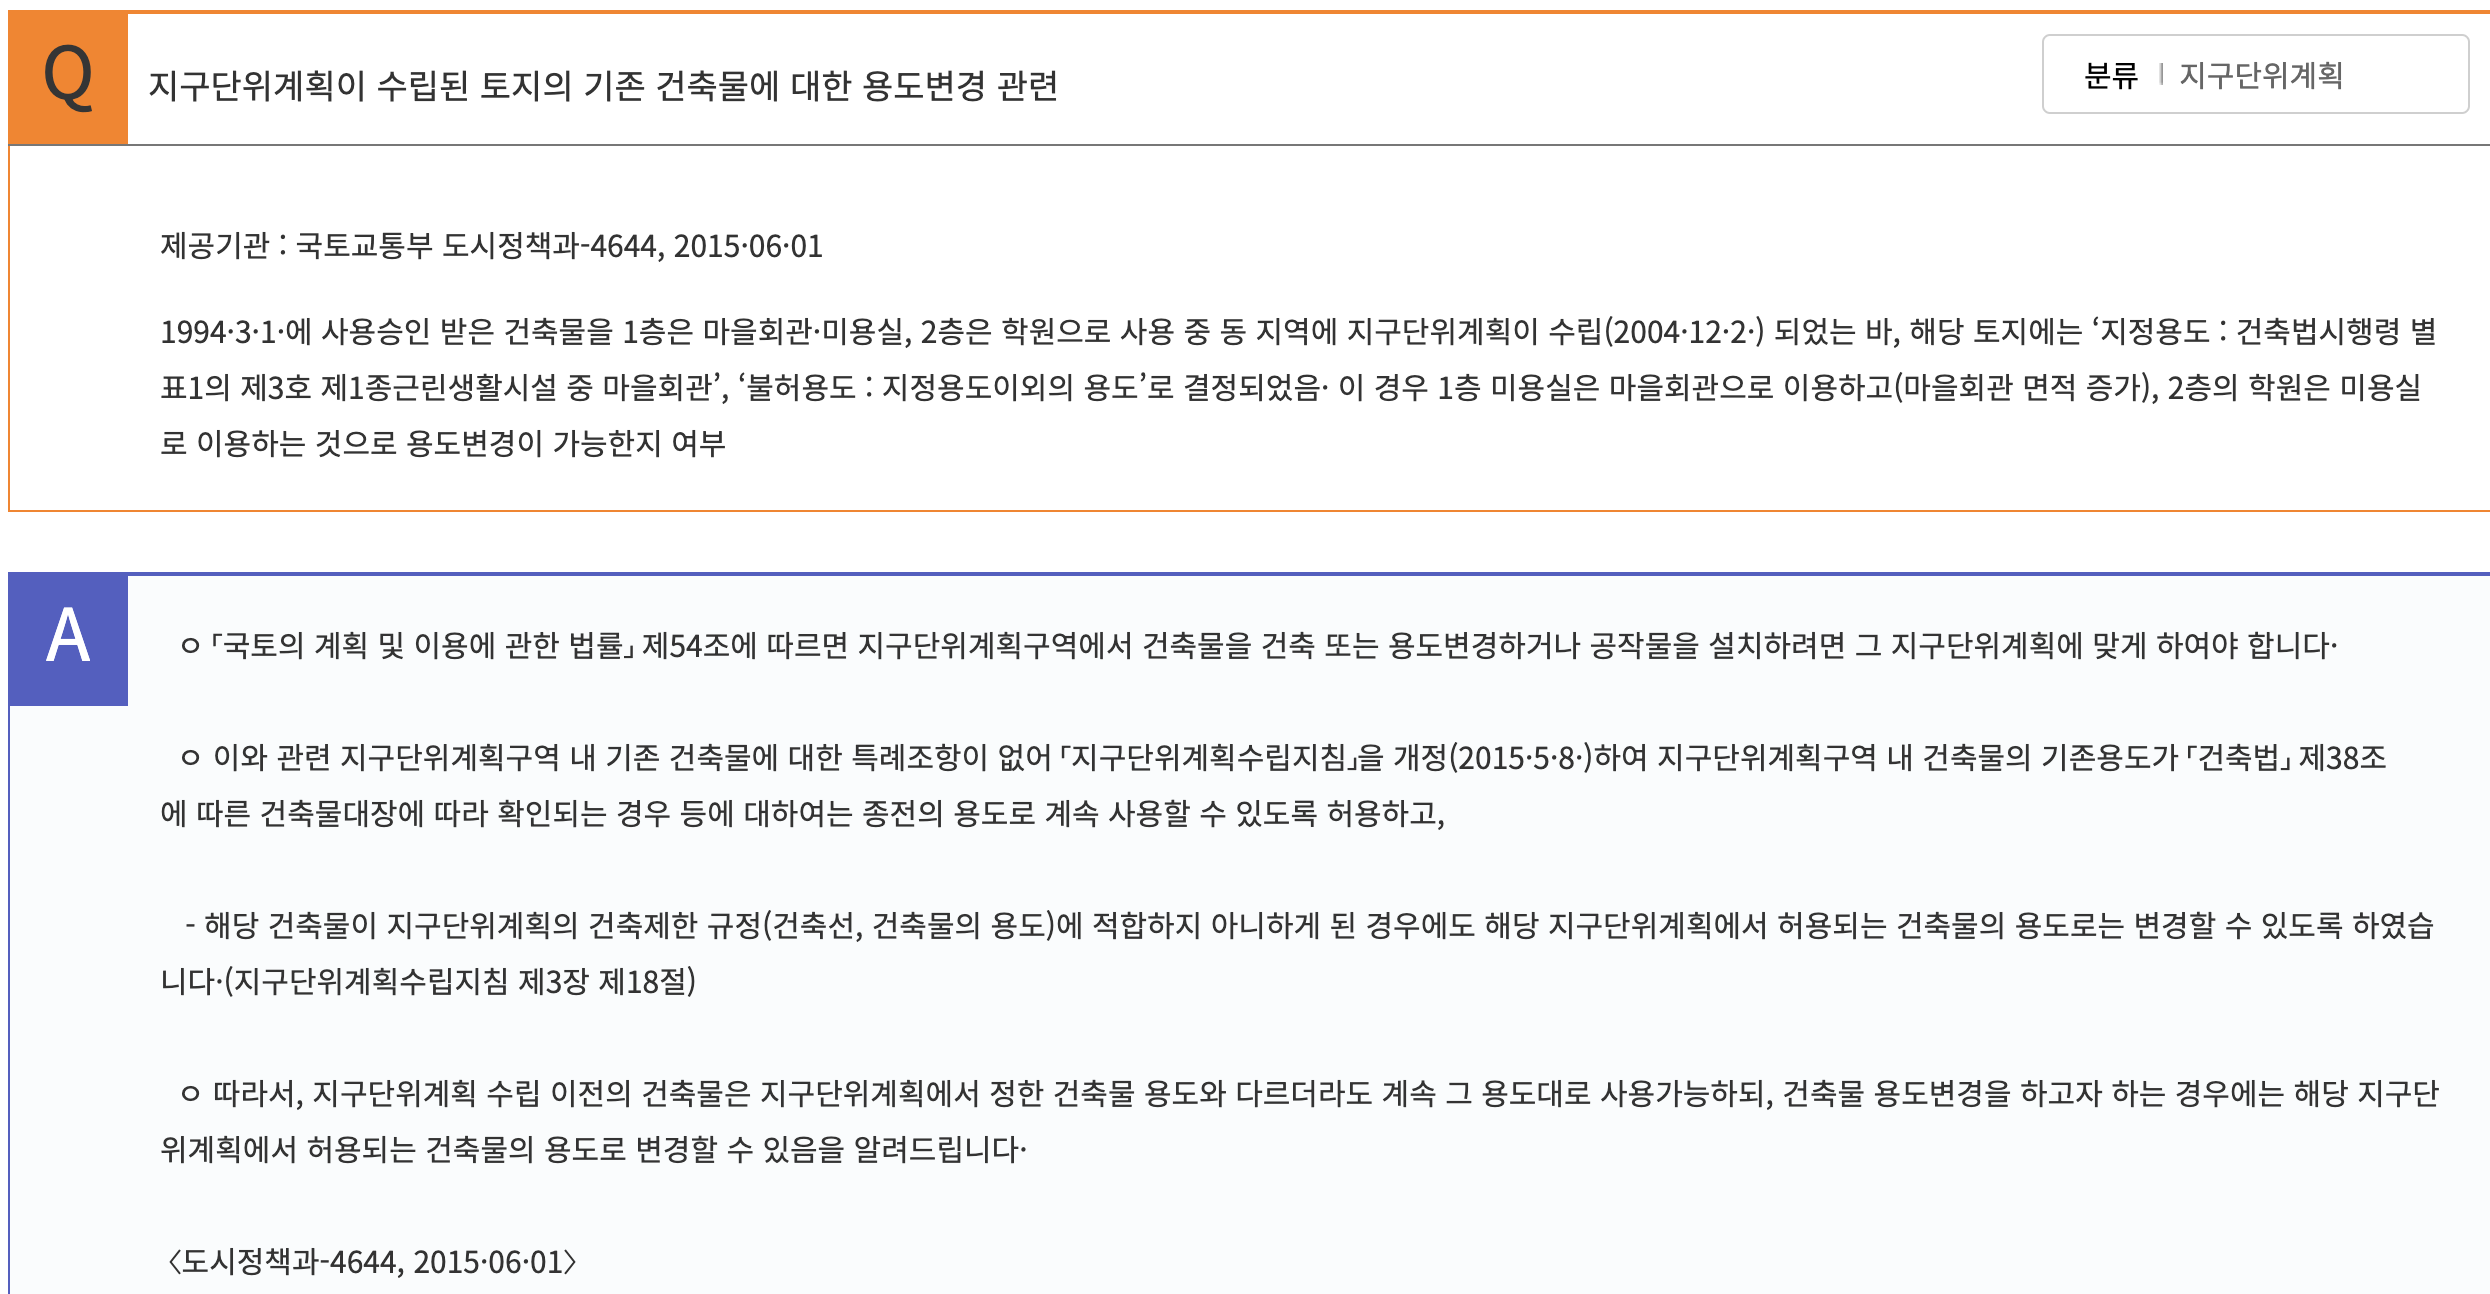 Q
지구단위계획이 수립된 토지의 기존 건축물에 대한 용도변경 관련
분류 | 지구단위계획
제공기관 : 국토교통부 도시정책과-4644, 2015·06·01
1994·3·1·에 사용승인 받은 건축물을 1층은 마을회관·미용실, 2층은 학원으로 사용 중 동 지역에 지구단위계획이 수립(2004·12·2·) 되었는 바, 해당 토지에는 ‘지정용도 : 건축법시행령 별
표1의 제3호 제1종근린생활시설 중 마을회관’, ‘불허용도 : 지정용도이외의 용도’로 결정되었음· 이 경우 1층 미용실은 마을회관으로 이용하고(마을회관 면적 증가), 2층의 학원은 미용실
로 이용하는 것으로 용도변경이 가능한지 여부
A
ㅇ「국토의 계획 및 이용에 관한 법률」제54조에 따르면 지구단위계획구역에서 건축물을 건축 또는 용도변경하거나 공작물을 설치하려면 그 지구단위계획에 맞게 하여야 합니다·
ㅇ 이와 관련 지구단위계획구역 내 기존 건축물에 대한 특례조항이 없어「지구단위계획수립지침」을 개정(2015·5·8·)하여 지구단위계획구역 내 건축물의 기존용도가「건축법」제38조
에 따른 건축물대장에 따라 확인되는 경우 등에 대하여는 종전의 용도로 계속 사용할 수 있도록 허용하고,
- 해당 건축물이 지구단위계획의 건축제한 규정(건축선, 건축물의 용도)에 적합하지 아니하게 된 경우에도 해당 지구단위계획에서 허용되는 건축물의 용도로는 변경할 수 있도록 하였습
니다·(지구단위계획수립지침 제3장 제18절)
ㅇ 따라서, 지구단위계획 수립 이전의 건축물은 지구단위계획에서 정한 건축물 용도와 다르더라도 계속 그 용도대로 사용가능하되, 건축물 용도변경을 하고자 하는 경우에는 해당 지구단
위계획에서 허용되는 건축물의 용도로 변경할 수 있음을 알려드립니다·
〈도시정책과-4644, 2015·06·01〉